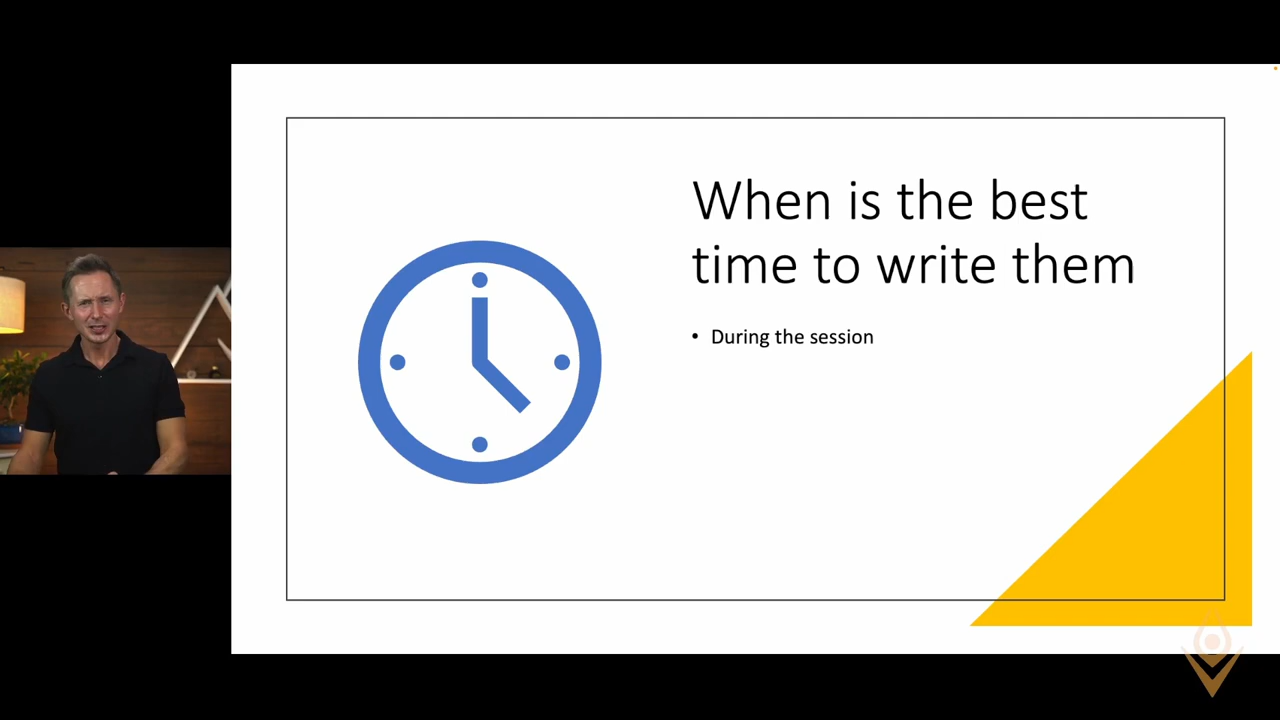 When is the best
time to write them
• During the session